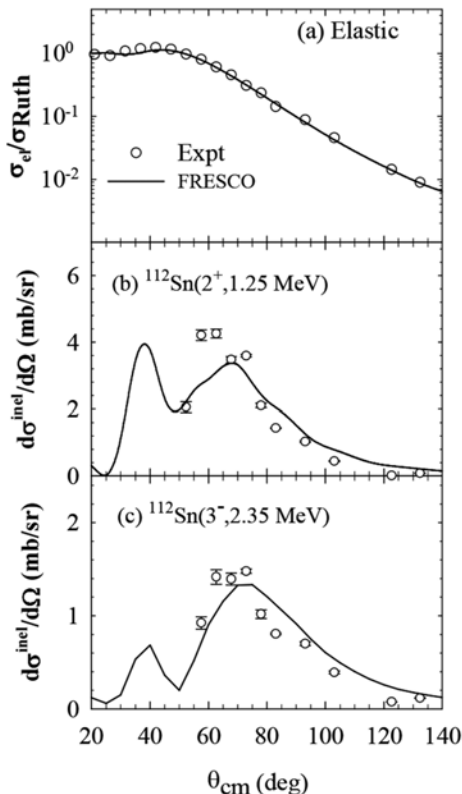 (a) Elastic
σel/σRuth
10⁰
10⁻¹
10⁻²
Expt
FRESCO
(b) ¹¹²Sn(2⁺,1.25 MeV)
dσⁱⁿᵉˡ/dΩ (mb/sr)
6
4
2
0
(c) ¹¹²Sn(3⁻,2.35 MeV)
dσⁱⁿᵉˡ/dΩ (mb/sr)
2
1
0
20 40 60 80 100 120 140
θcm (deg)